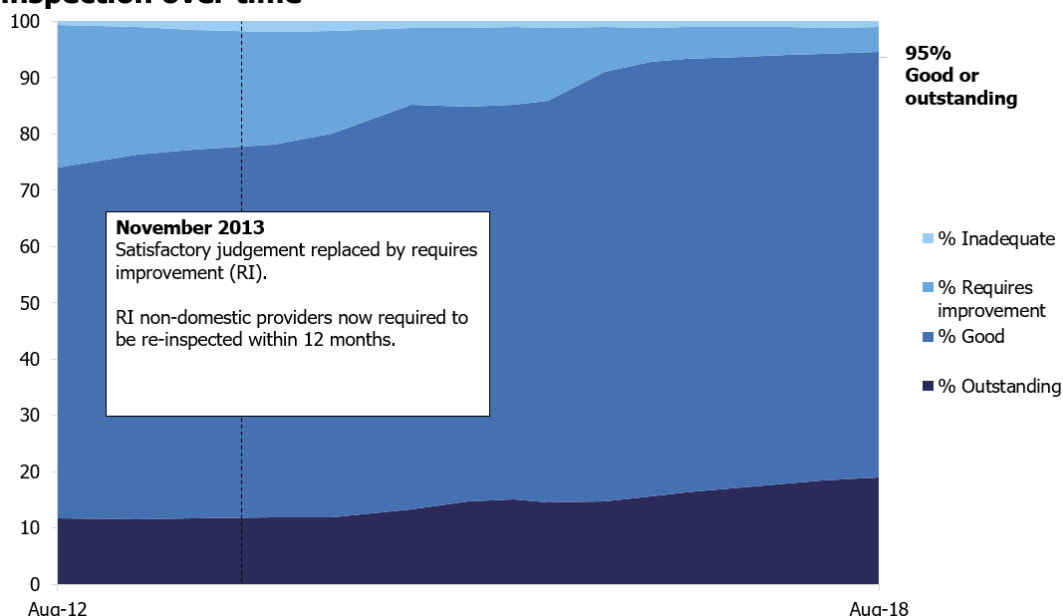 inspection over time
100
90
80
70
60
50
40
30
20
10
0
November 2013
Satisfactory judgement replaced by requires
improvement (RI).
RI non-domestic providers now required to
be re-inspected within 12 months.
95%
Good or
outstanding
% Inadequate
% Requires
improvement
% Good
% Outstanding
Aug-12
Aug-18